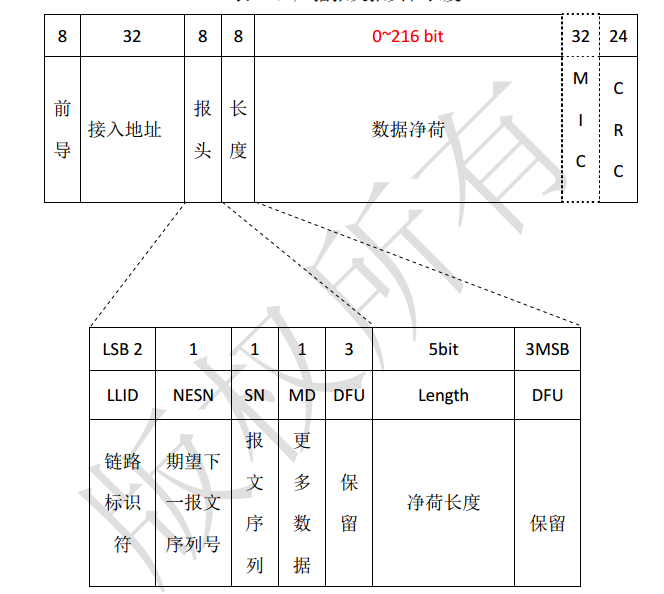 8 32 8 8 0~216 bit 32 24
前导 接入地址 报头 长度 数据净荷 MIC CRC
LSB 2 1 1 1 3 5bit 3MSB
LLID NESN SN MD DFU Length DFU
链路标识符 期望下一报文序列号 报文序列 更多数据 保留 净荷长度 保留
版权所有